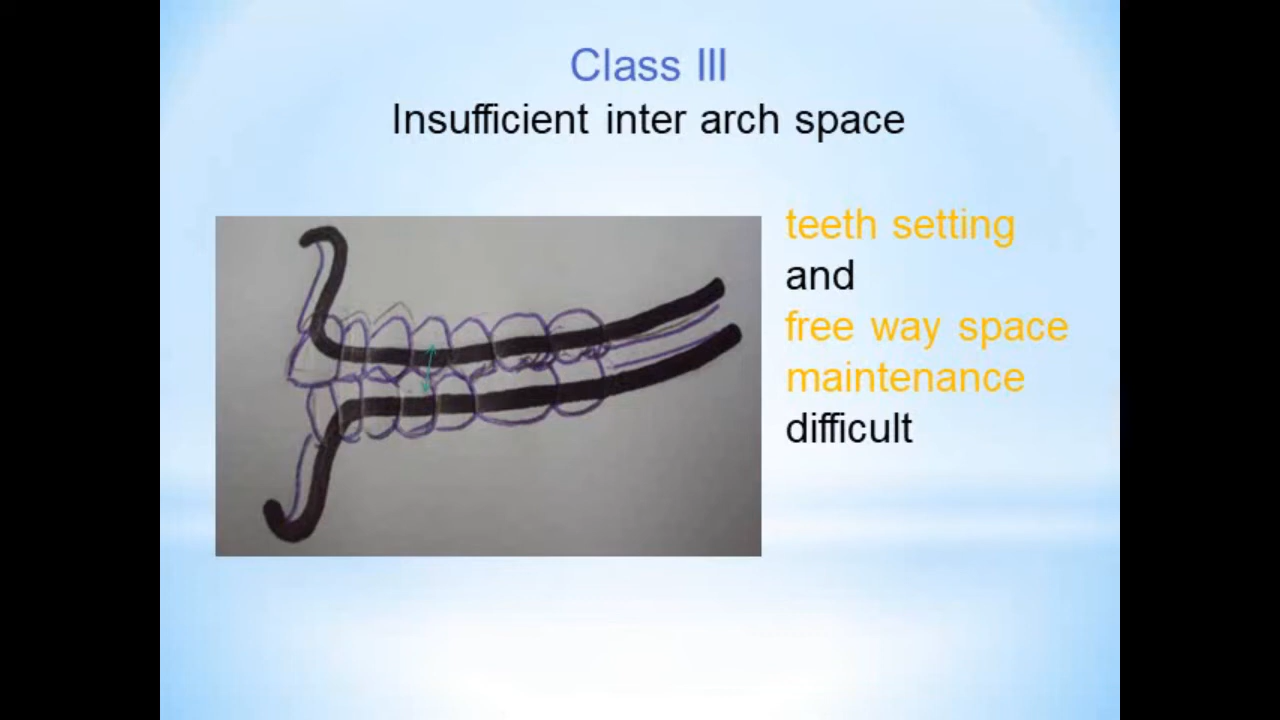 Class III
Insufficient inter arch space
teeth setting
and
free way space
maintenance
difficult